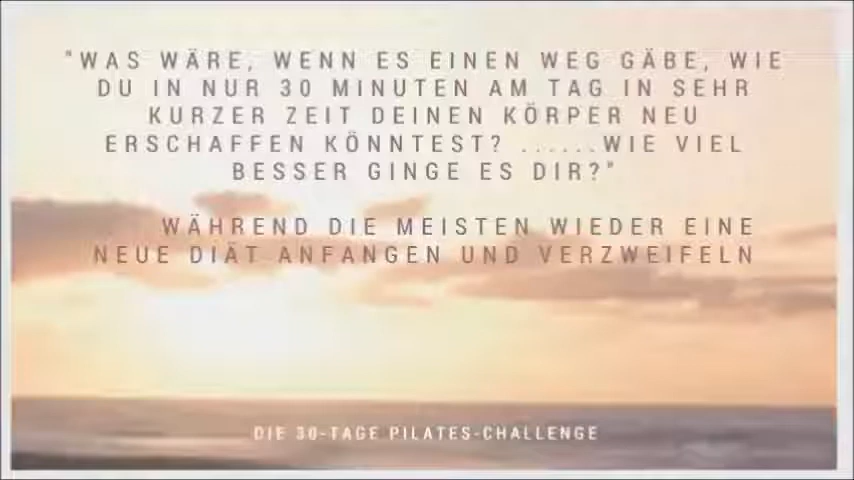 "WAS WÄRE, WENN ES EINEN WEG GÄBE, WIE
DU IN NUR 30 MINUTEN AM TAG IN SEHR
KURZER ZEIT DEINEN KÖRPER NEU
ERSCHAFFEN KÖNNTEST? ......WIE VIEL
BESSER GINGE ES DIR?"
WÄHREND DIE MEISTEN WIEDER EINE
NEUE DIÄT ANFANGEN UND VERZWEIFELN
DIE 30-TAGE PILATES-CHALLENGE